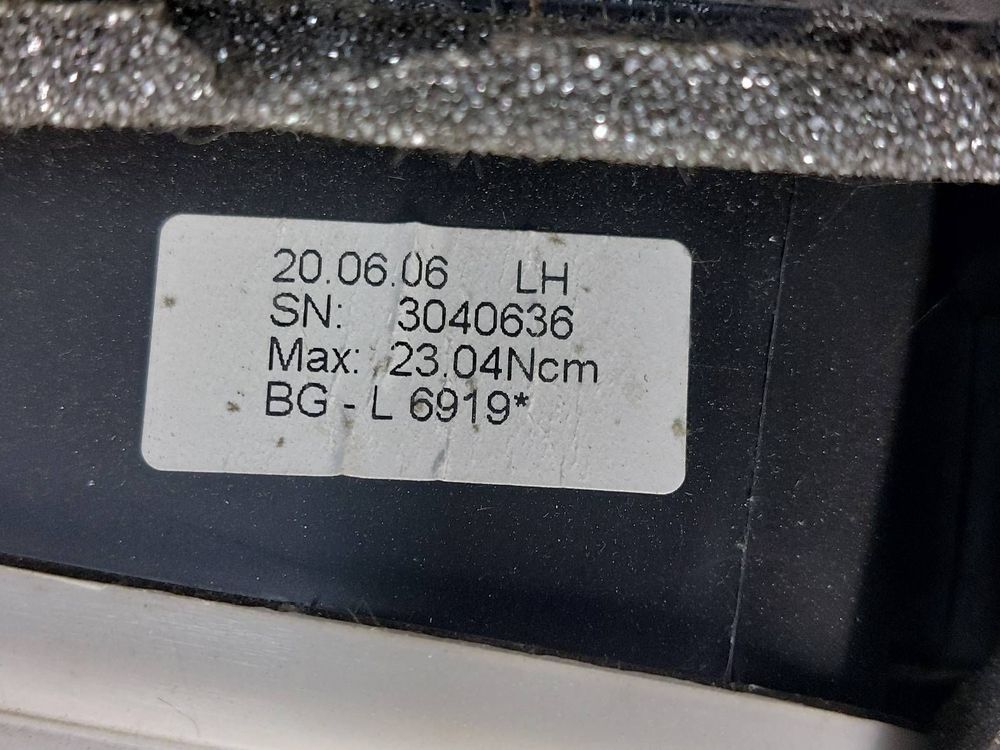 20.06.06 LH
SN: 3040636
Max: 23.04Ncm
BG - L 6919*